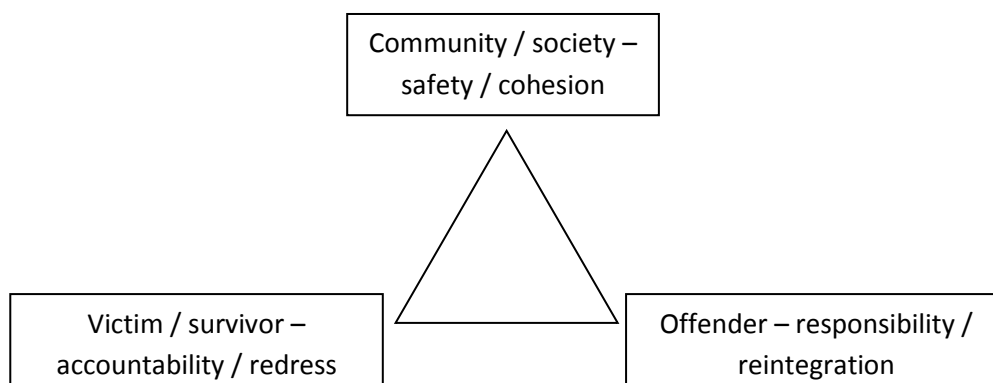 Community / society –
safety / cohesion
Victim / survivor –
accountability / redress
Offender – responsibility /
reintegration